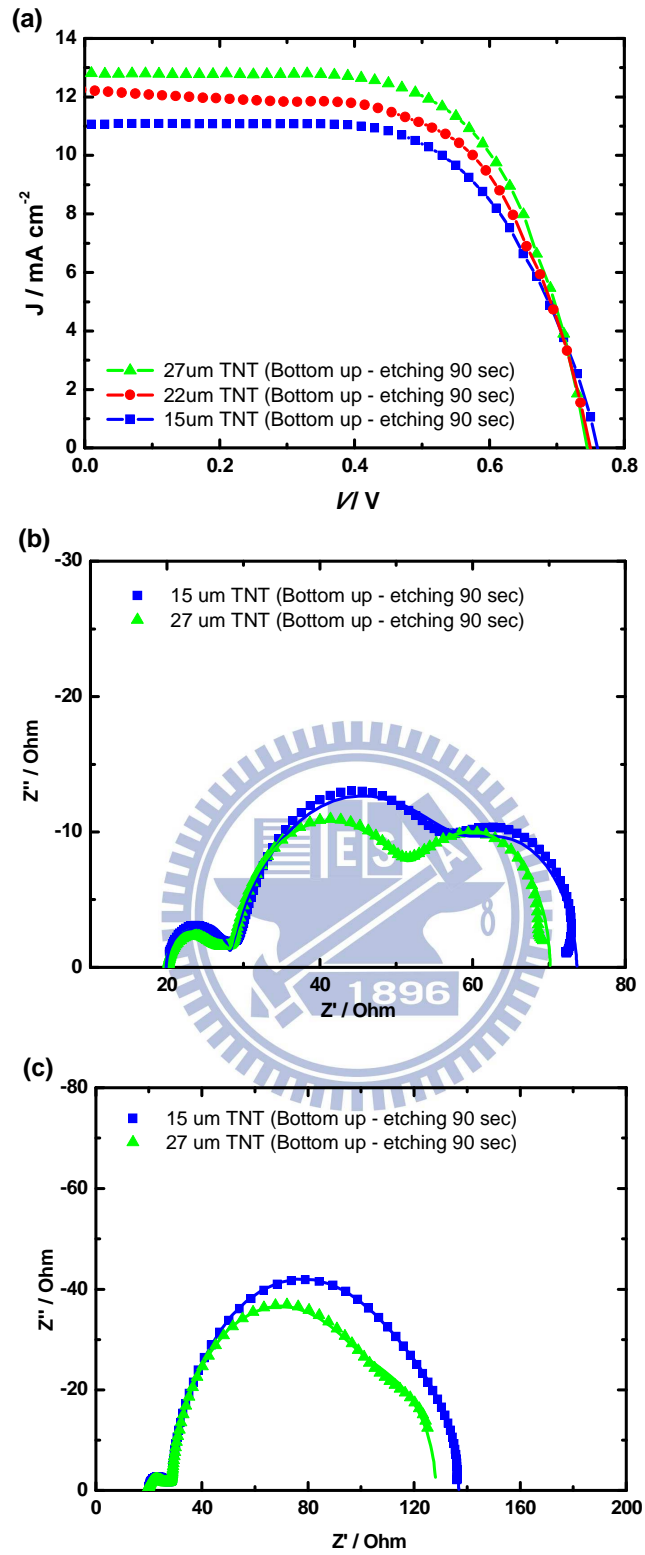 (a)
14
12
10
8
6
4
2
0
J / mA cm⁻²
27um TNT (Bottom up - etching 90 sec)
22um TNT (Bottom up - etching 90 sec)
15um TNT (Bottom up - etching 90 sec)
0.0 0.2 0.4 0.6 0.8
V/ V
(b)
-30
-20
-10
0
Z'' / Ohm
15 um TNT (Bottom up - etching 90 sec)
27 um TNT (Bottom up - etching 90 sec)
E S A
1896
20 40 60 80
Z' / Ohm
(c)
-80
-60
-40
-20
0
Z'' / Ohm
15 um TNT (Bottom up - etching 90 sec)
27 um TNT (Bottom up - etching 90 sec)
0 40 80 120 160 200
Z' / Ohm